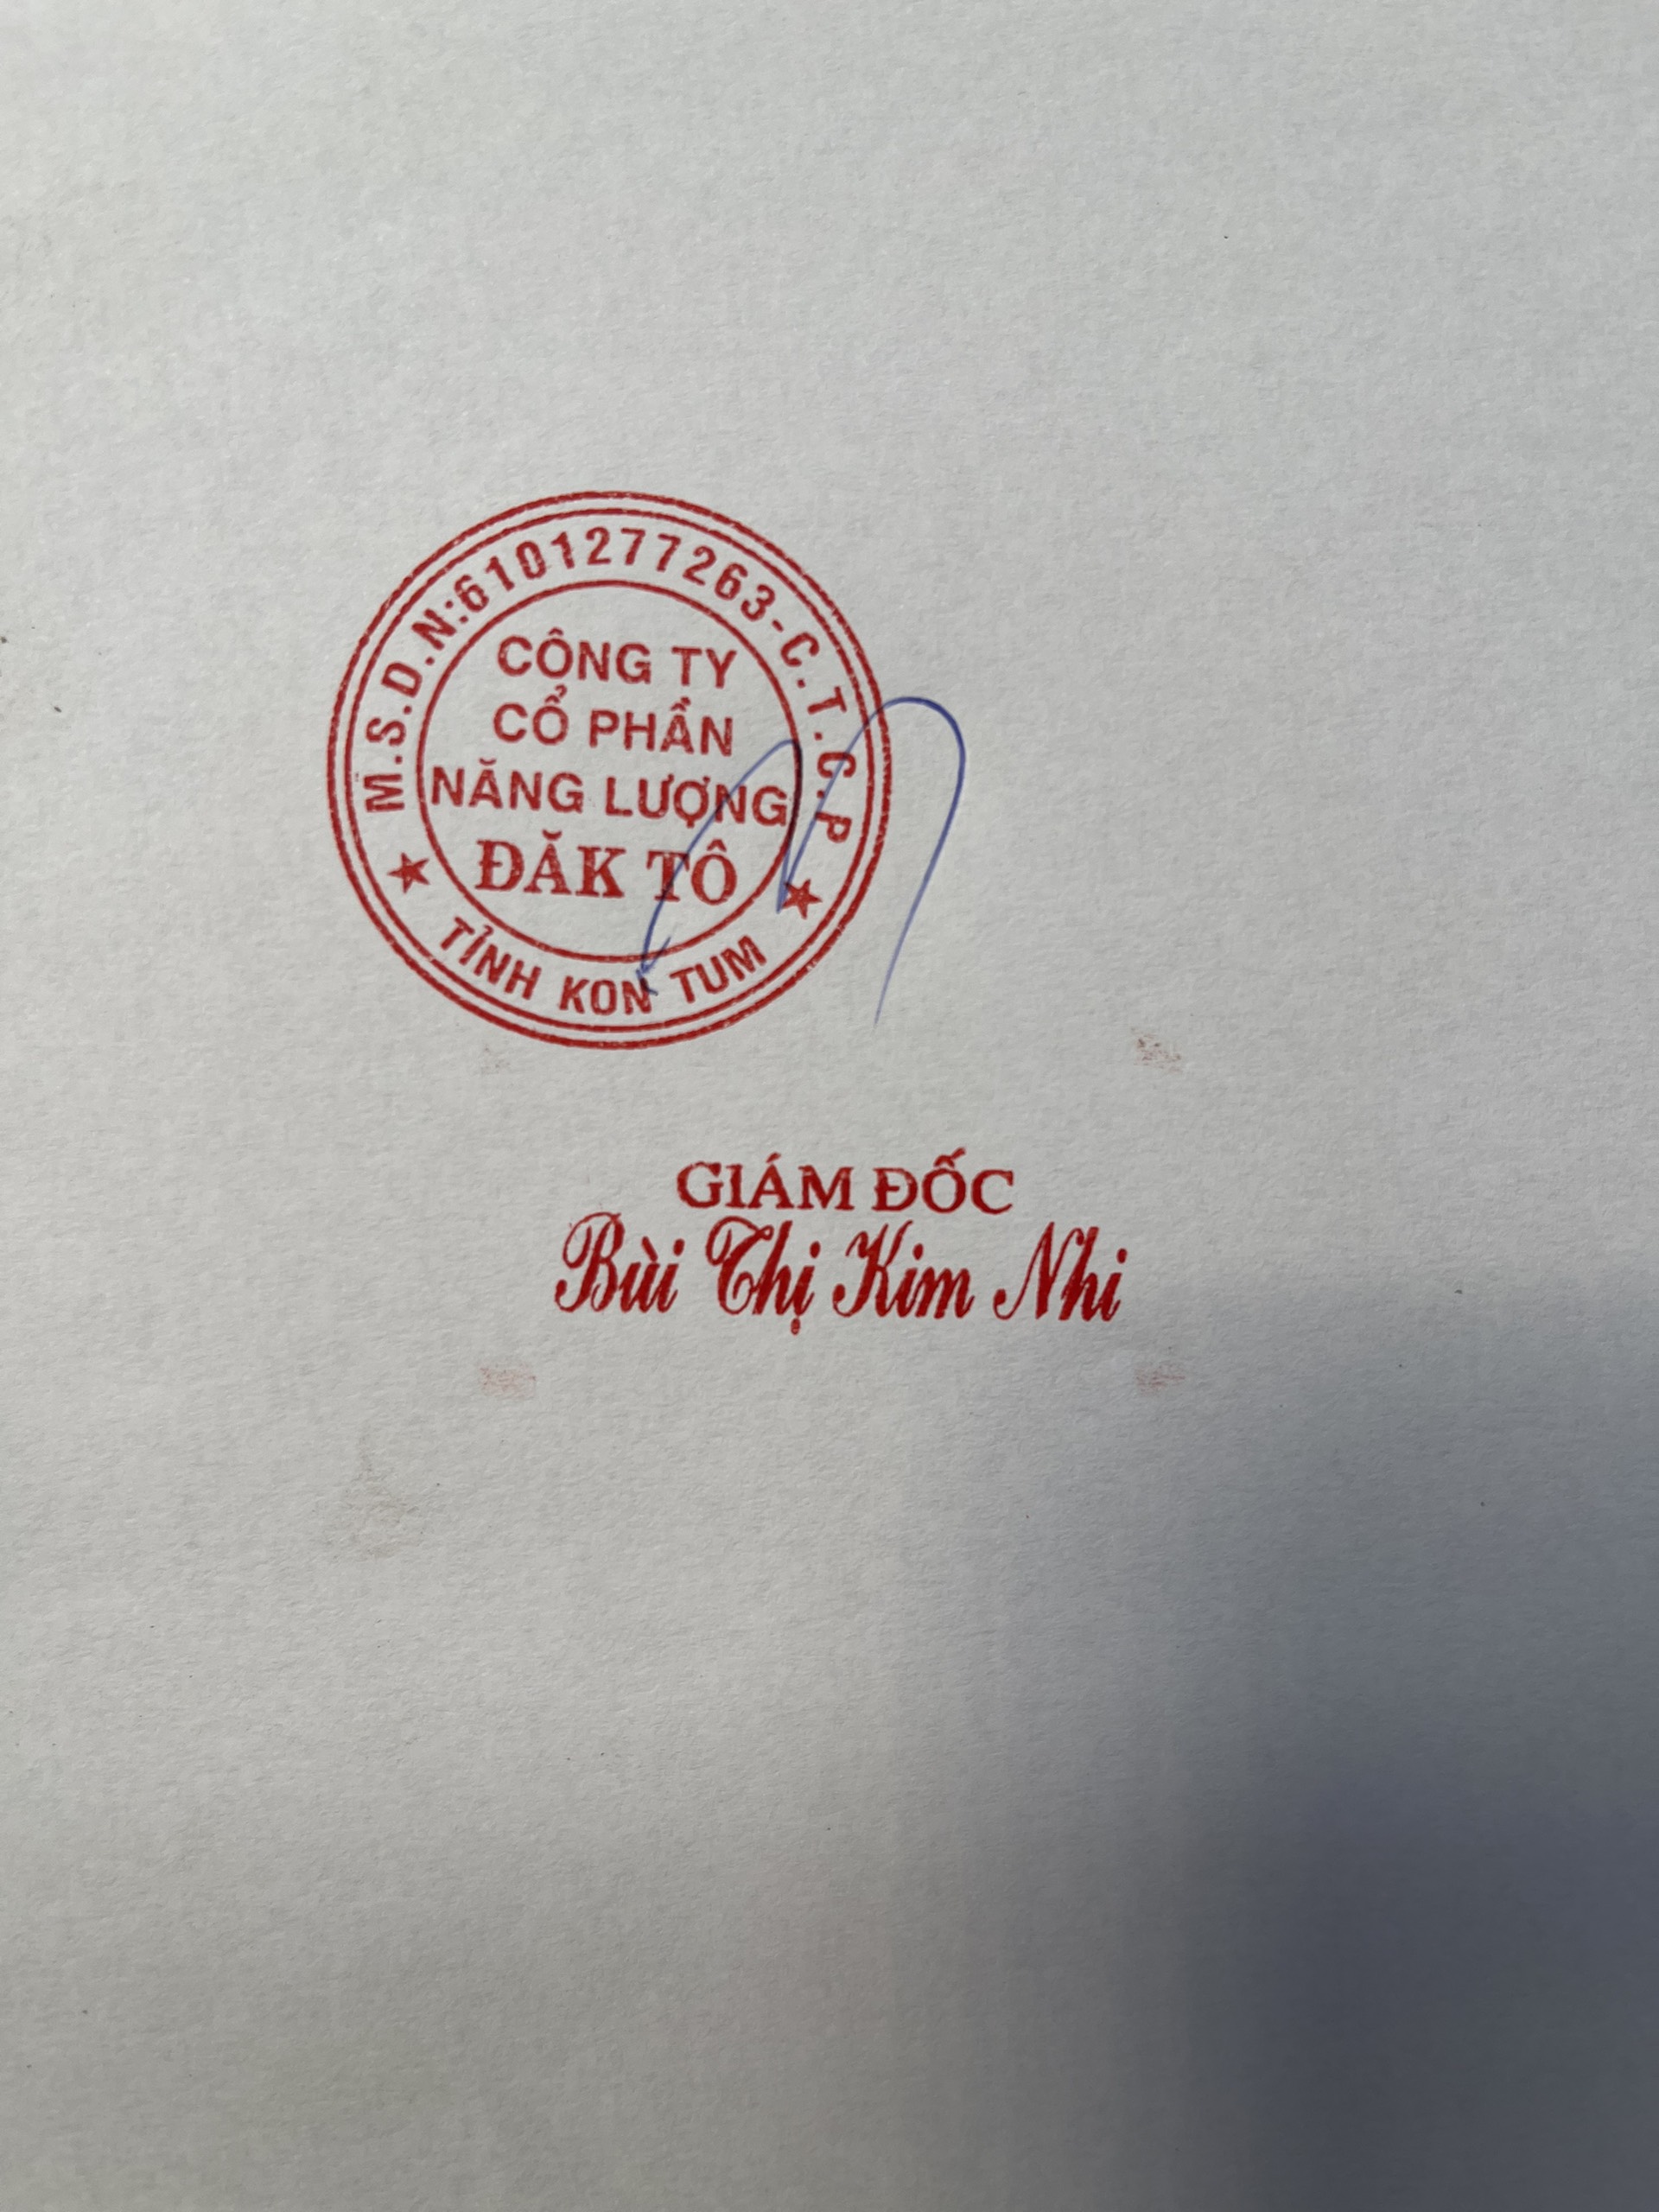 M.S.D.N:6101277263-C.T.C.P
CÔNG TY
CỔ PHẦN
NĂNG LƯỢNG
ĐĂK TÔ
TỈNH KON TUM
GIÁM ĐỐC
Bùi Thị Kim Nhi